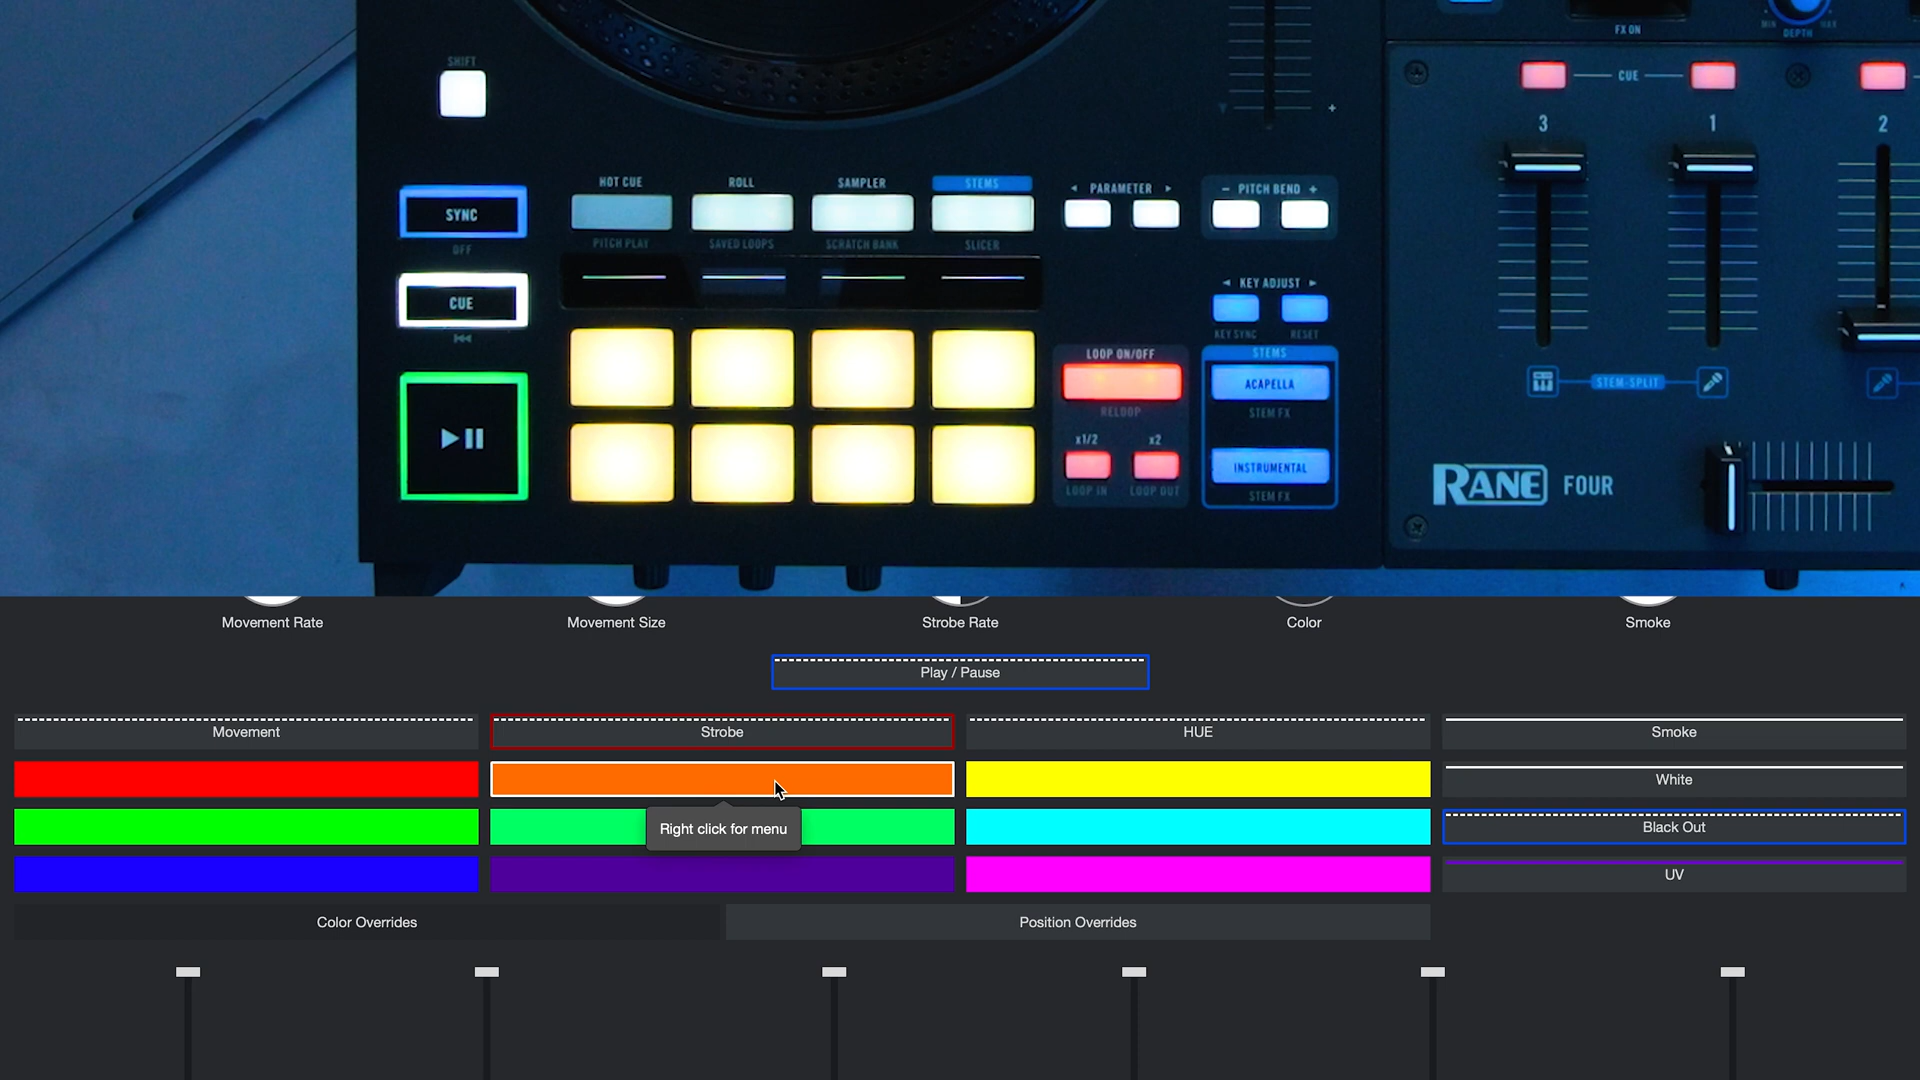 FX ON
MIN
MAX
DEPTH
SHIFT
CUE
3
1
2
HOT CUE
ROLL
SAMPLER
STEMS
PARAMETER
− PITCH BEND +
SYNC
OFF
PITCH PLAY
SAVED LOOPS
SCRATCH BANK
SLICER
CUE
KEY ADJUST
KEY SYNC
RESET
LOOP ON/OFF
RELOOP
STEMS
ACAPELLA
STEM FX
STEM-SPLIT
x1/2
x2
LOOP IN
LOOP OUT
INSTRUMENTAL
STEM FX
RANE FOUR
Movement Rate
Movement Size
Strobe Rate
Color
Smoke
Play / Pause
Movement
Strobe
HUE
Smoke
White
Right click for menu
Black Out
UV
Color Overrides
Position Overrides